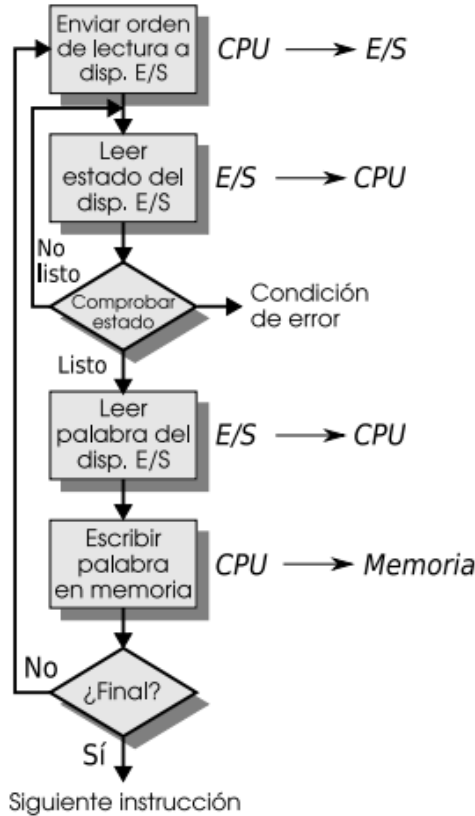 Enviar orden
de lectura a
disp. E/S
CPU → E/S
Leer
estado del
disp. E/S
E/S → CPU
No
listo
Comprobar
estado
Condición
de error
Listo
Leer
palabra del
disp. E/S
E/S → CPU
Escribir
palabra
en memoria
CPU → Memoria
No
¿Final?
Sí
Siguiente instrucción